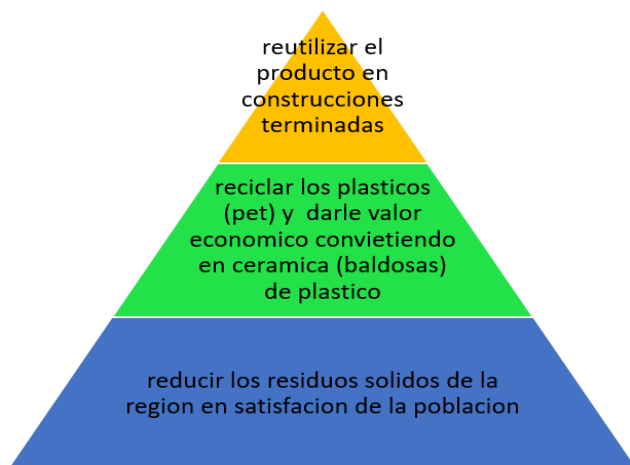 reutilizar el
producto en
construcciones
terminadas
reciclar los plasticos
(pet) y darle valor
economico convietiendo
en ceramica (baldosas)
de plastico
reducir los residuos solidos de la
region en satisfacion de la poblacion